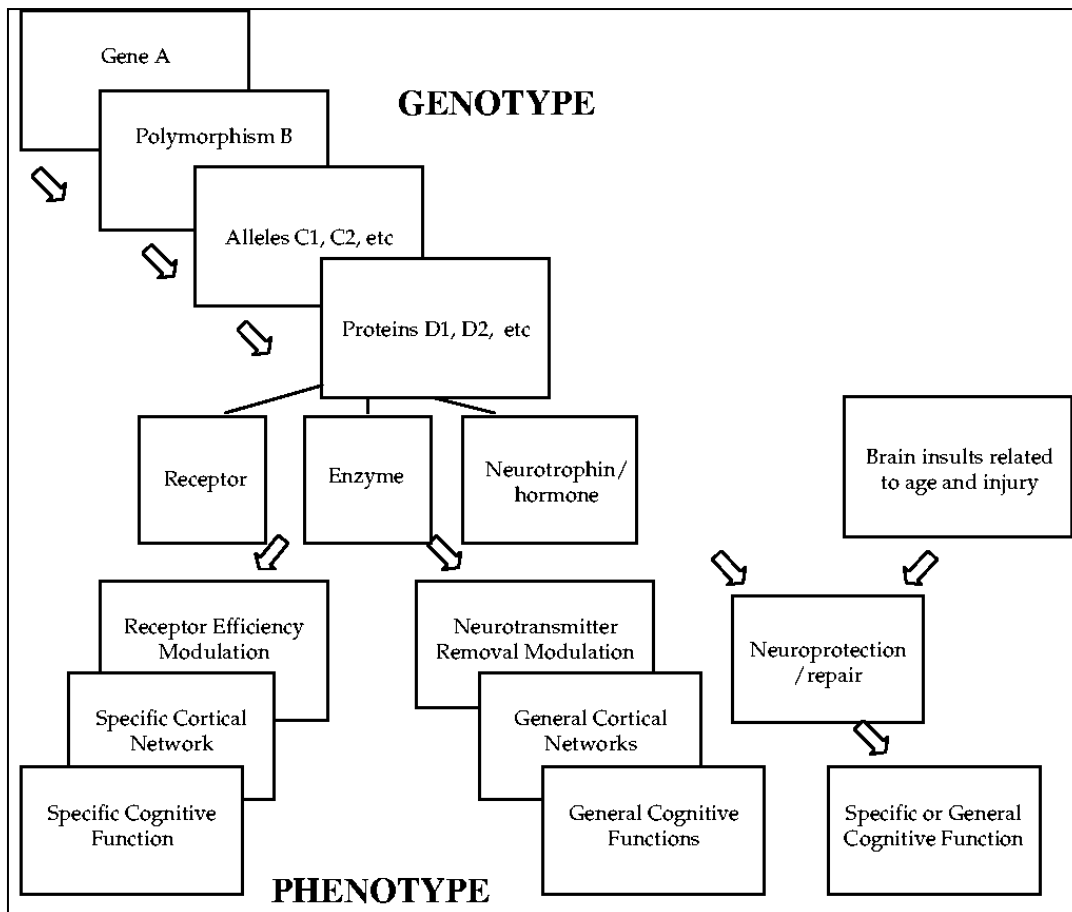 Gene A
GENOTYPE
Polymorphism B
Alleles C1, C2, etc
Proteins D1, D2, etc
Receptor
Enzyme
Neurotrophin/
hormone
Brain insults related
to age and injury
Receptor Efficiency
Modulation
Neurotransmitter
Removal Modulation
Neuroprotection
/repair
Specific Cortical
Network
General Cortical
Networks
Specific Cognitive
Function
General Cognitive
Functions
Specific or General
Cognitive Function
PHENOTYPE